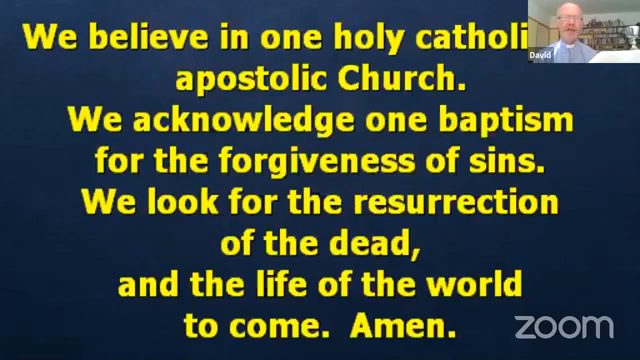 We believe in one holy catholi
apostolic Church.
We acknowledge one baptism
for the forgiveness of sins.
We look for the resurrection
of the dead,
and the life of the world
to come. Amen.
David
zoom